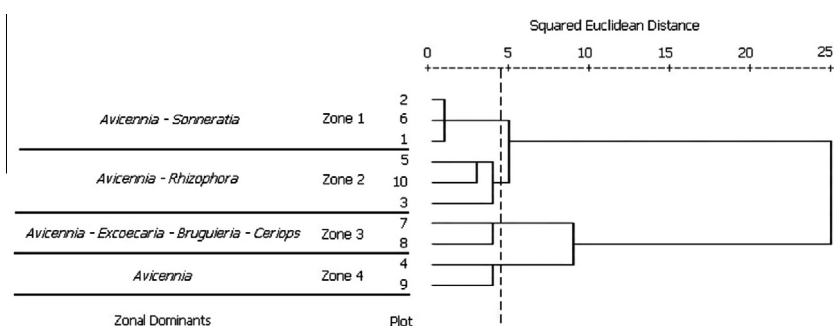 Squared Euclidean Distance
0 5 10 15 20 25
2
Avicennia - Sonneratia Zone 1 6
1
5
Avicennia - Rhizophora Zone 2 10
3
7
Avicennia - Excoecaria - Bruguieria - Ceriops Zone 3
8
4
Avicennia Zone 4
9
Zonal Dominants Plot